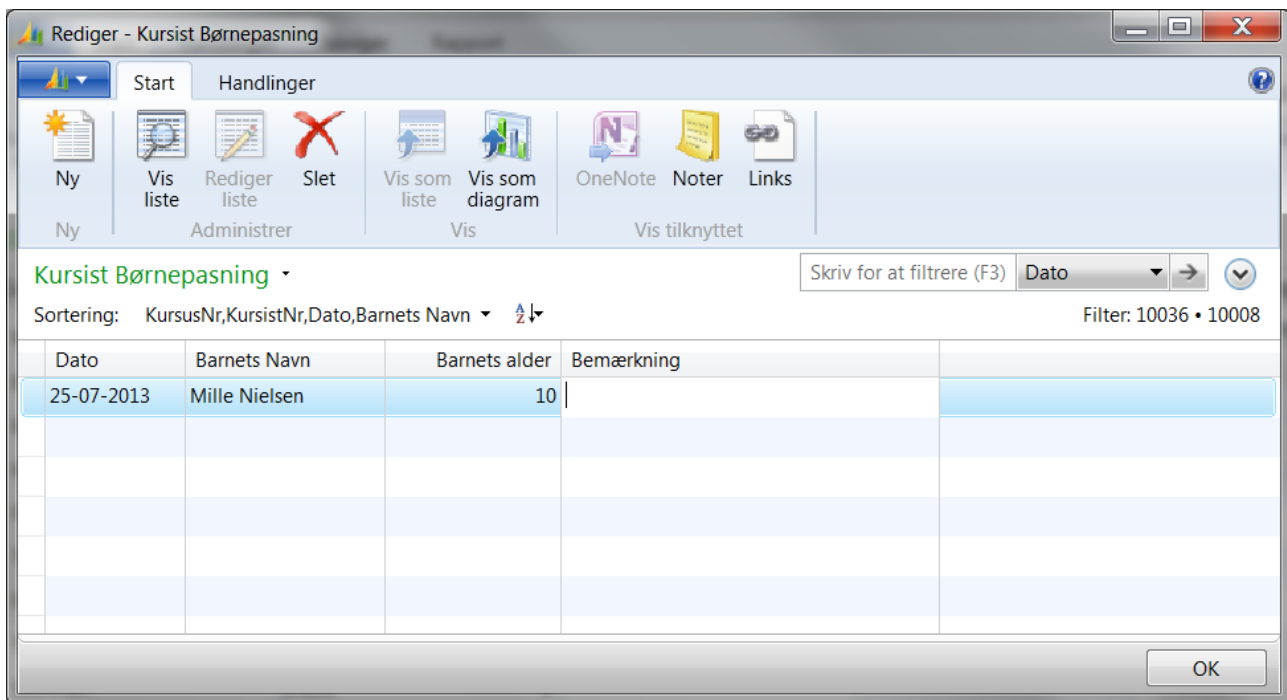 Rediger - Kursist Børnepasning
Start Handlinger
Ny Vis liste Rediger liste Slet Vis som liste Vis som diagram OneNote Noter Links
Ny Administrer Vis Vis tilknyttet
Kursist Børnepasning Skriv for at filtrere (F3) Dato
Sortering: KursusNr,KursistNr,Dato,Barnets Navn Filter: 10036 • 10008
Dato Barnets Navn Barnets alder Bemærkning
25-07-2013 Mille Nielsen 10
OK